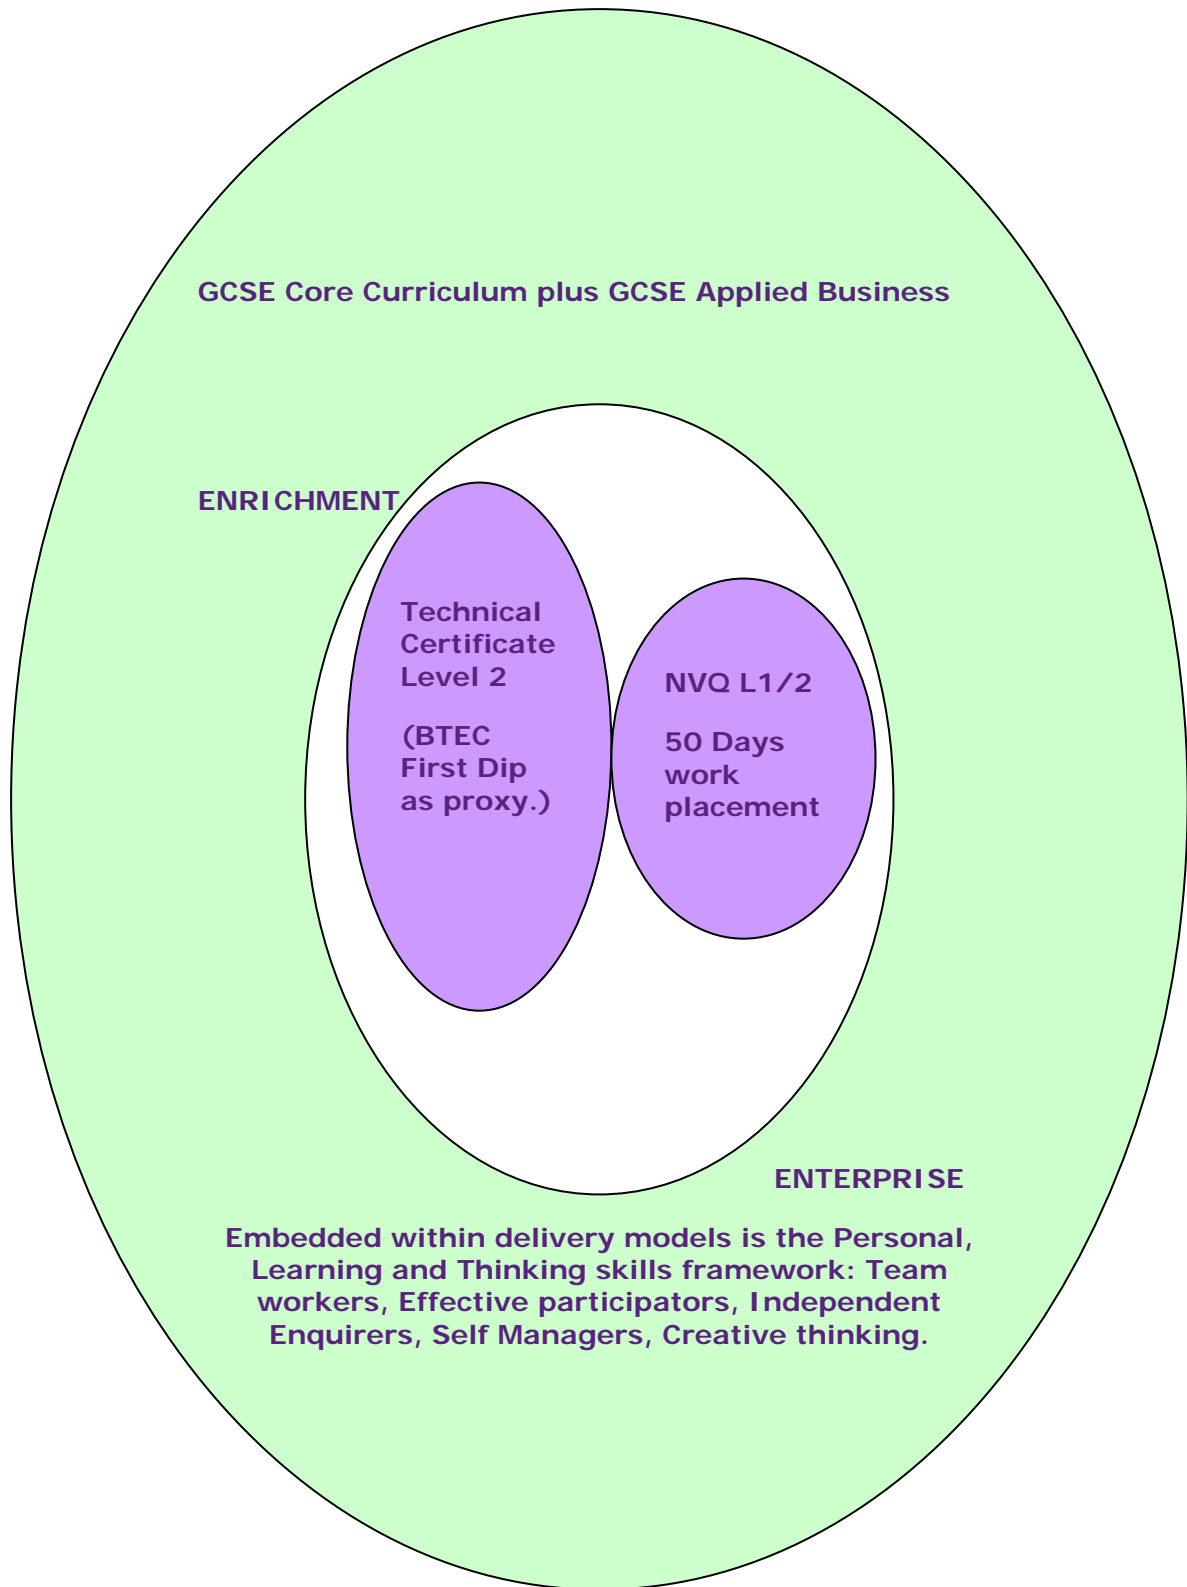 GCSE Core Curriculum plus GCSE Applied Business
ENRICHMENT
Technical
Certificate
Level 2
(BTEC
First Dip
as proxy.)
NVQ L1/2
50 Days
work
placement
ENTERPRISE
Embedded within delivery models is the Personal,
Learning and Thinking skills framework: Team
workers, Effective participators, Independent
Enquirers, Self Managers, Creative thinking.